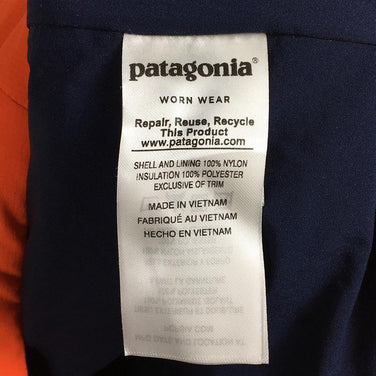 patagonia®
WORN WEAR
Repair, Reuse, Recycle
This Product
www.patagonia.com
SHELL AND LINING 100% NYLON
INSULATION 100% POLYESTER
EXCLUSIVE OF TRIM
MADE IN VIETNAM
FABRIQUÉ AU VIETNAM
HECHO EN VIETNAM